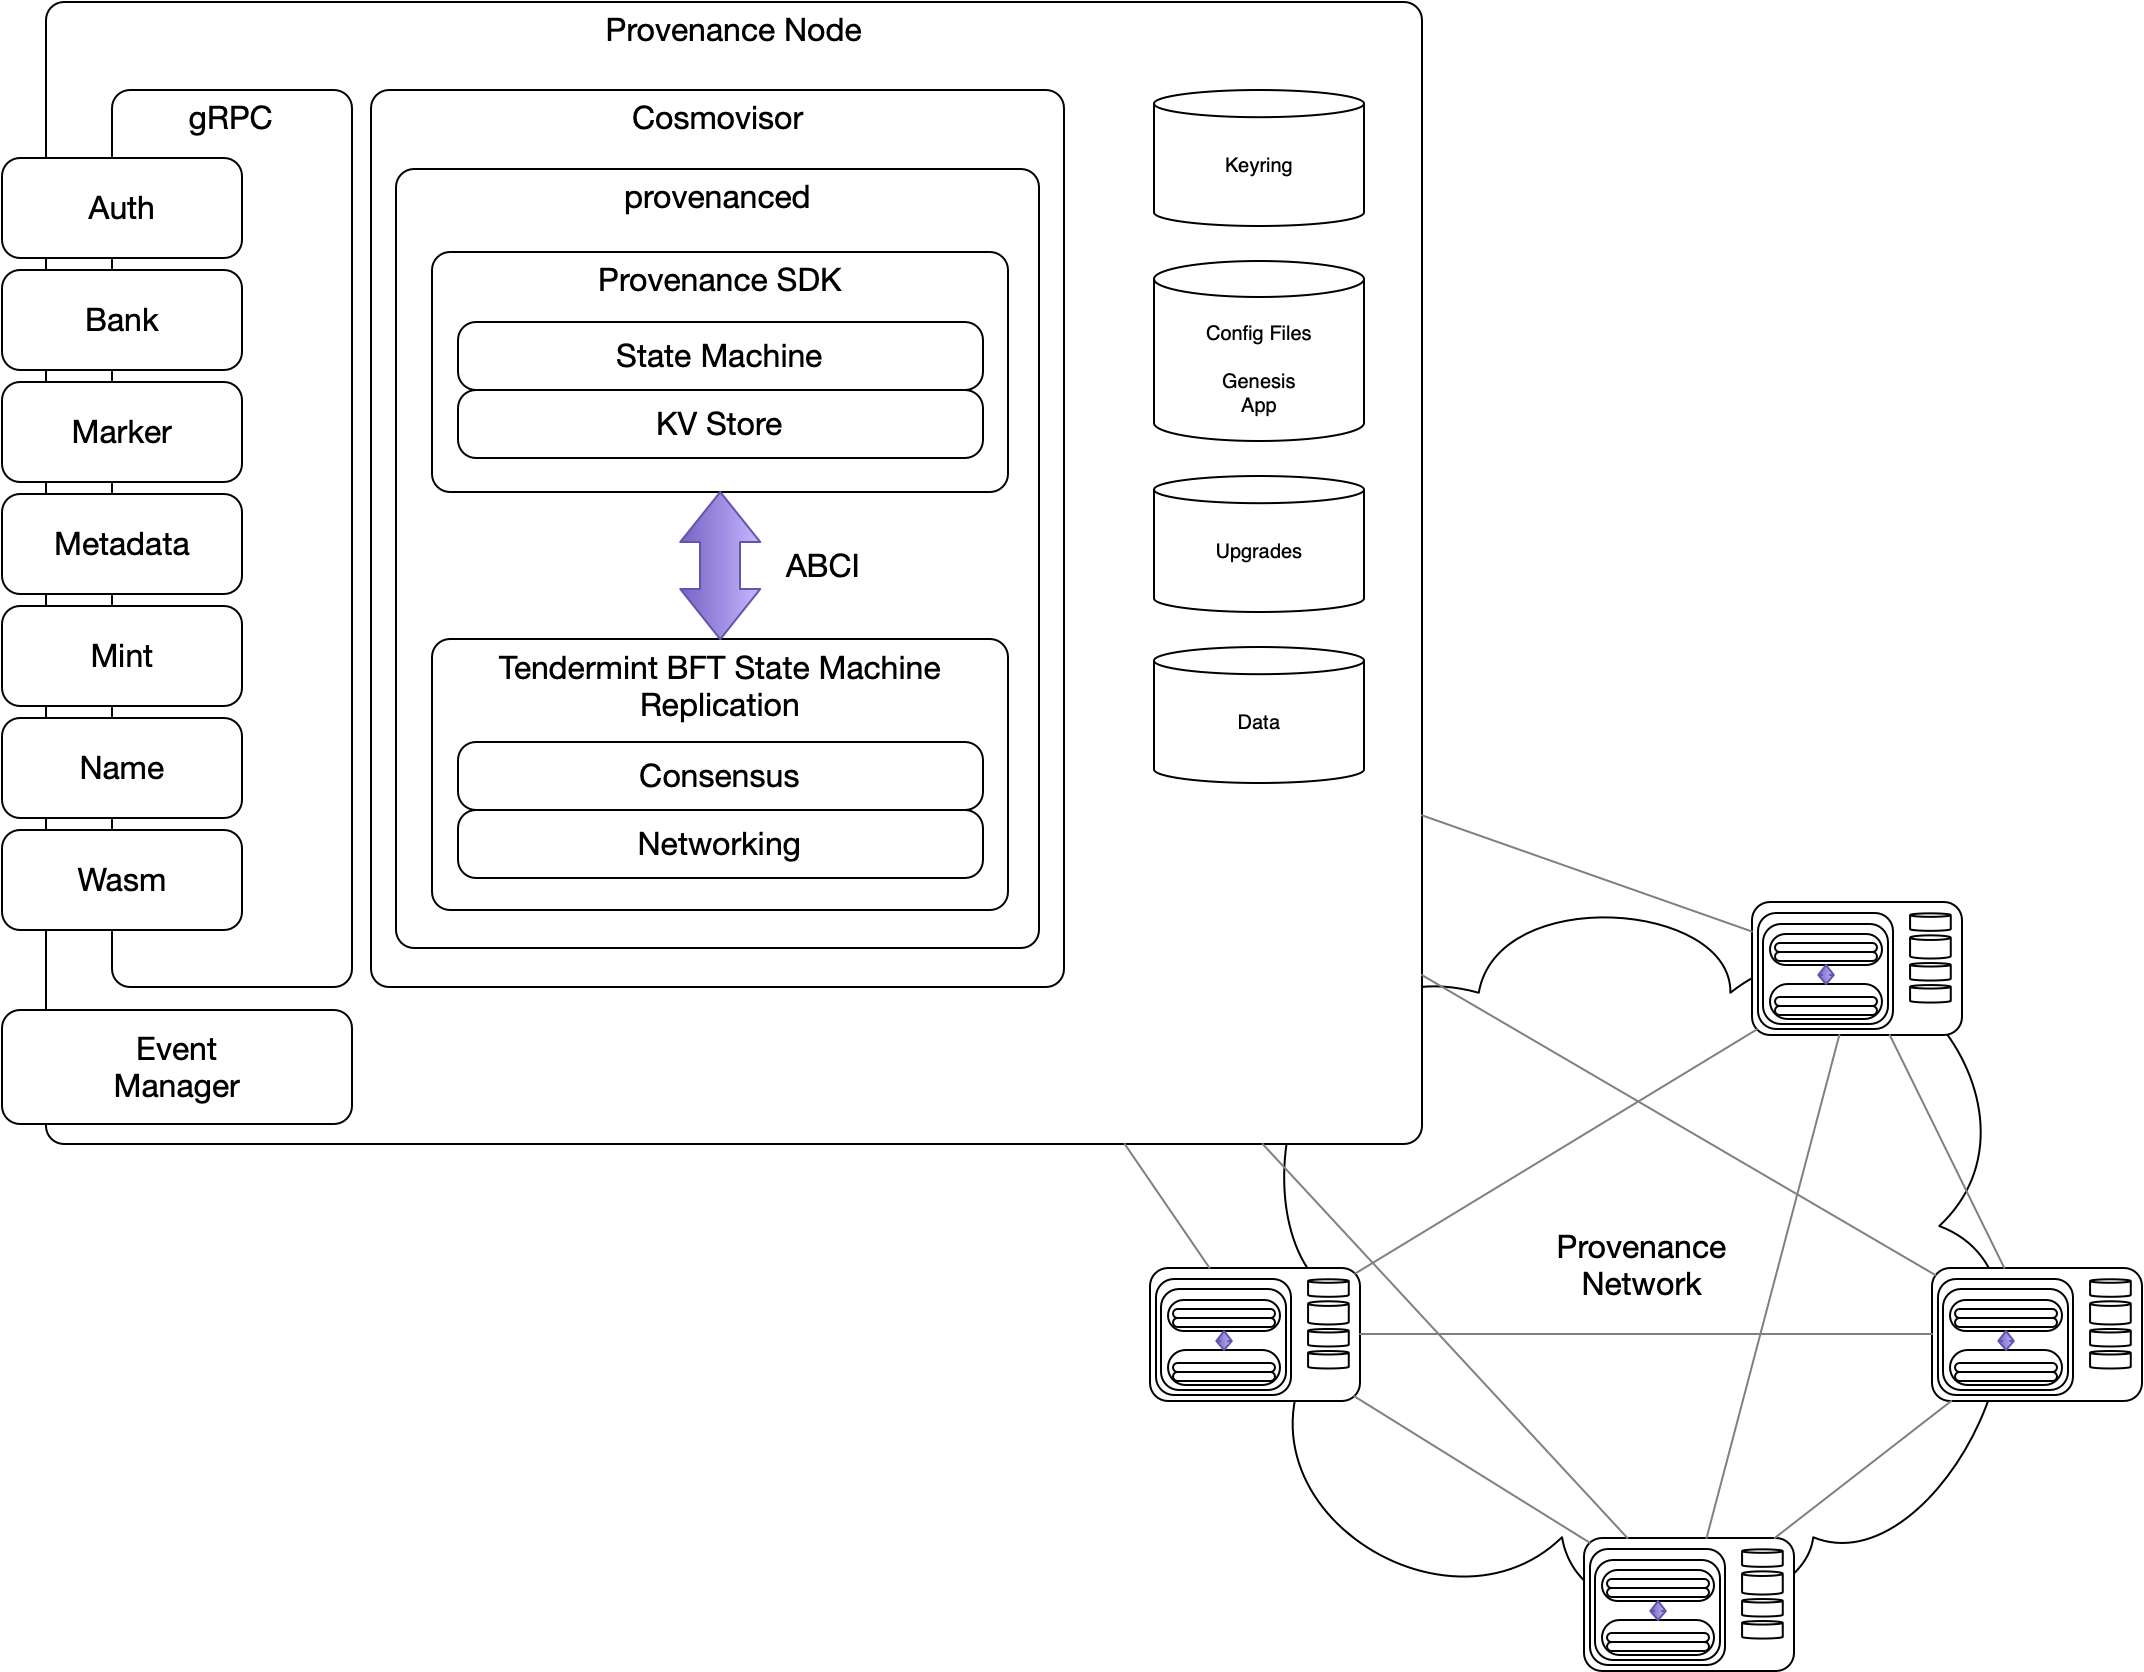 Provenance Node
gRPC
Auth
Bank
Marker
Metadata
Mint
Name
Wasm
Event
Manager
Cosmovisor
provenanced
Provenance SDK
State Machine
KV Store
ABCI
Tendermint BFT State Machine
Replication
Consensus
Networking
Keyring
Config Files
Genesis
App
Upgrades
Data
Provenance
Network